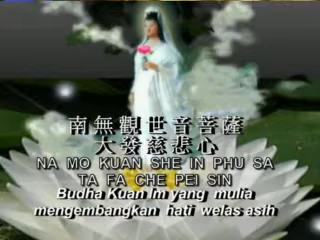 南無觀世音菩薩
大發慈悲心
NA MO KUAN SHE IN PHU SA
TA FA CHE PEI SIN
Budha Kuan Im yang mulia
mengembangkan hati welas asih